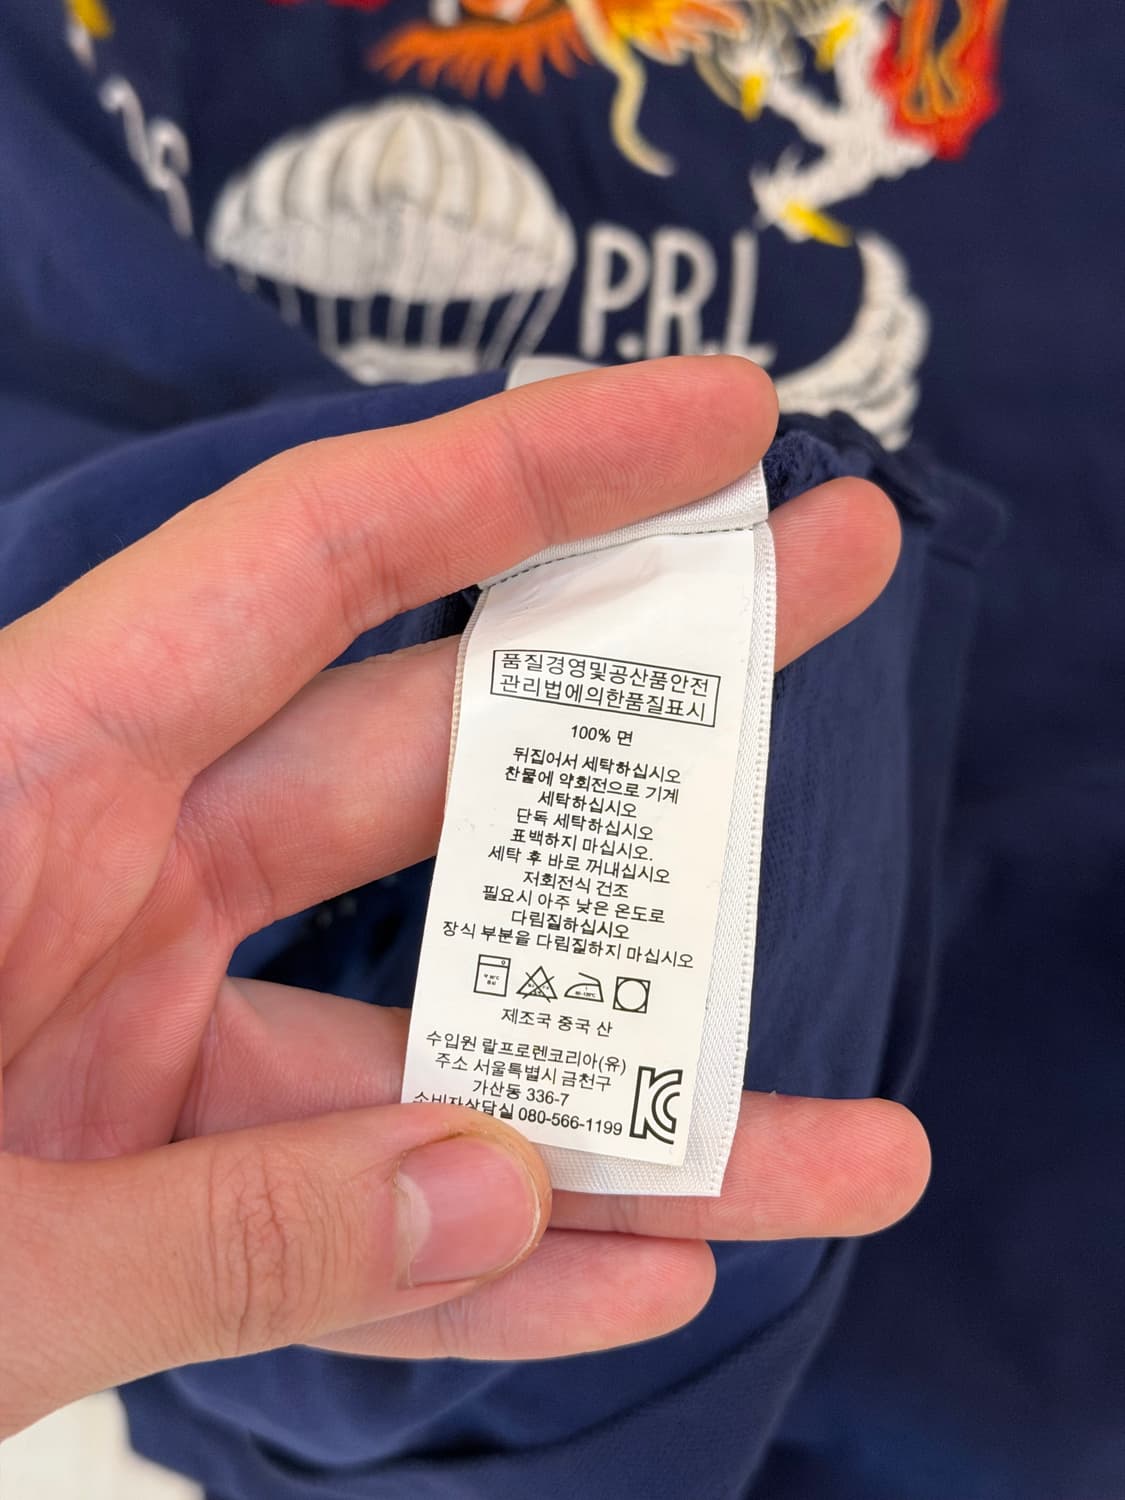 P.R.L
품질경영및공산품안전
관리법에의한품질표시
100% 면
뒤집어서 세탁하십시오
찬물에 약회전으로 기계
세탁하십시오
단독 세탁하십시오
표백하지 마십시오.
세탁 후 바로 꺼내십시오
저회전식 건조
필요시 아주 낮은 온도로
다림질하십시오
장식 부분을 다림질하지 마십시오
제조국 중국 산
수입원 랄프로렌코리아(유)
주소 서울특별시 금천구
가산동 336-7
소비자상담실 080-566-1199